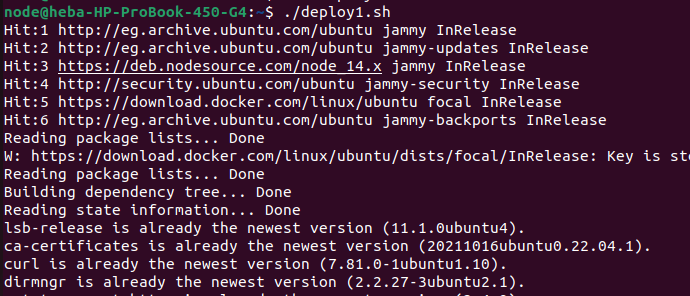 node@heba-HP-ProBook-450-G4:~$ ./deploy1.sh
Hit:1 http://eg.archive.ubuntu.com/ubuntu jammy InRelease
Hit:2 http://eg.archive.ubuntu.com/ubuntu jammy-updates InRelease
Hit:3 https://deb.nodesource.com/node_14.x jammy InRelease
Hit:4 http://security.ubuntu.com/ubuntu jammy-security InRelease
Hit:5 https://download.docker.com/linux/ubuntu focal InRelease
Hit:6 http://eg.archive.ubuntu.com/ubuntu jammy-backports InRelease
Reading package lists... Done
W: https://download.docker.com/linux/ubuntu/dists/focal/InRelease: Key is sto
Reading package lists... Done
Building dependency tree... Done
Reading state information... Done
lsb-release is already the newest version (11.1.0ubuntu4).
ca-certificates is already the newest version (20211016ubuntu0.22.04.1).
curl is already the newest version (7.81.0-1ubuntu1.10).
dirmngr is already the newest version (2.2.27-3ubuntu2.1).